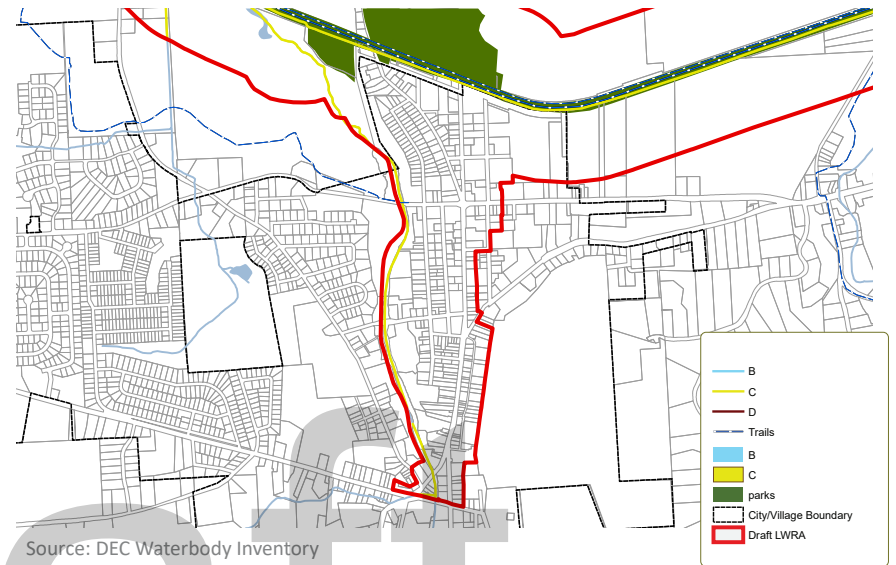 B
C
D
Trails
B
C
parks
City/Village Boundary
Draft LWRA
Source: DEC Waterbody Inventory